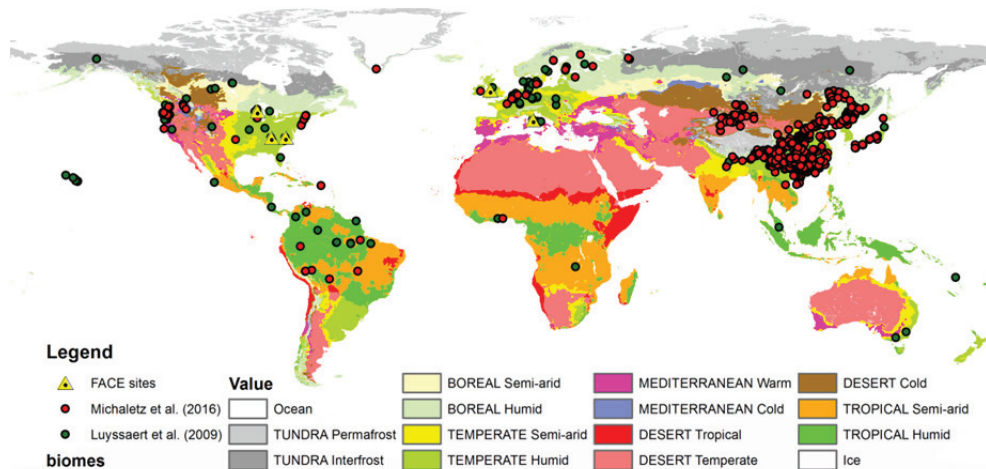 Legend
FACE sites
Michaletz et al. (2016)
Luyssaert et al. (2009)
biomes
Value
Ocean
TUNDRA Permafrost
TUNDRA Interfrost
BOREAL Semi-arid
BOREAL Humid
TEMPERATE Semi-arid
TEMPERATE Humid
MEDITERRANEAN Warm
MEDITERRANEAN Cold
DESERT Tropical
DESERT Temperate
DESERT Cold
TROPICAL Semi-arid
TROPICAL Humid
Ice